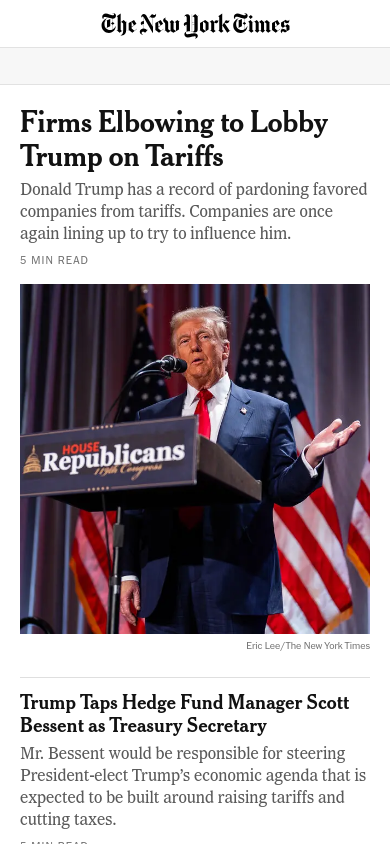 The New York Times
Firms Elbowing to Lobby
Trump on Tariffs
Donald Trump has a record of pardoning favored
companies from tariffs. Companies are once
again lining up to try to influence him.
5 MIN READ
HOUSE
Republicans
119th Congress
Eric Lee/The New York Times
Trump Taps Hedge Fund Manager Scott
Bessent as Treasury Secretary
Mr. Bessent would be responsible for steering
President-elect Trump’s economic agenda that is
expected to be built around raising tariffs and
cutting taxes.
5 MIN READ